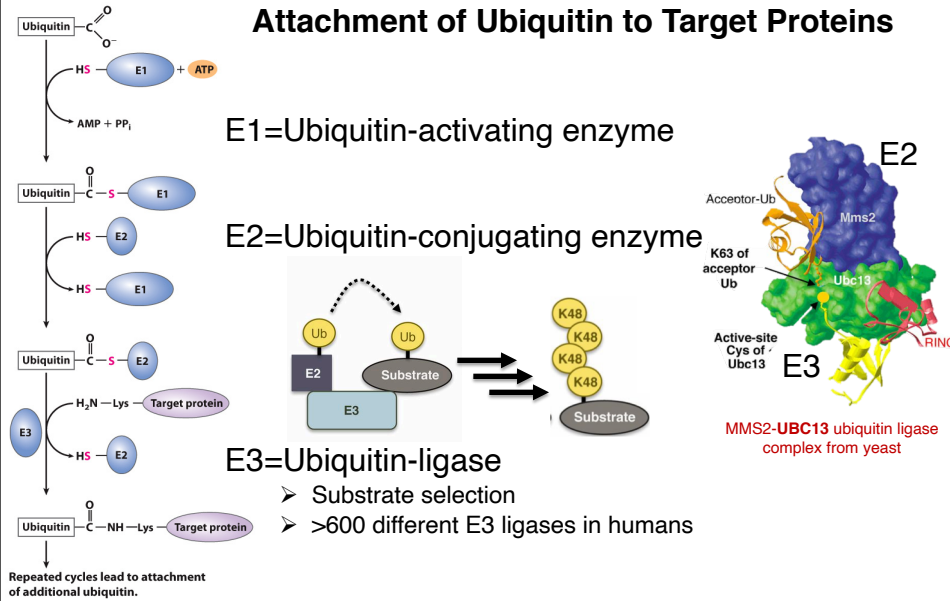 Attachment of Ubiquitin to Target Proteins
Ubiquitin
C
O
O⁻
HS
E1
+
ATP
AMP + PPi
Ubiquitin
O
C
S
E1
HS
E2
HS
E1
Ubiquitin
O
C
S
E2
H₂N
Lys
Target protein
E3
HS
E2
Ubiquitin
O
C
NH
Lys
Target protein
Repeated cycles lead to attachment
of additional ubiquitin.
E1=Ubiquitin-activating enzyme
E2=Ubiquitin-conjugating enzyme
Ub
Ub
E2
Substrate
E3
K48
K48
K48
K48
Substrate
E3=Ubiquitin-ligase
➢ Substrate selection
➢ >600 different E3 ligases in humans
E2
Acceptor-Ub
Mms2
K63 of
acceptor
Ub
Ubc13
RING
Active-site
Cys of
Ubc13
E3
MMS2-UBC13 ubiquitin ligase
complex from yeast